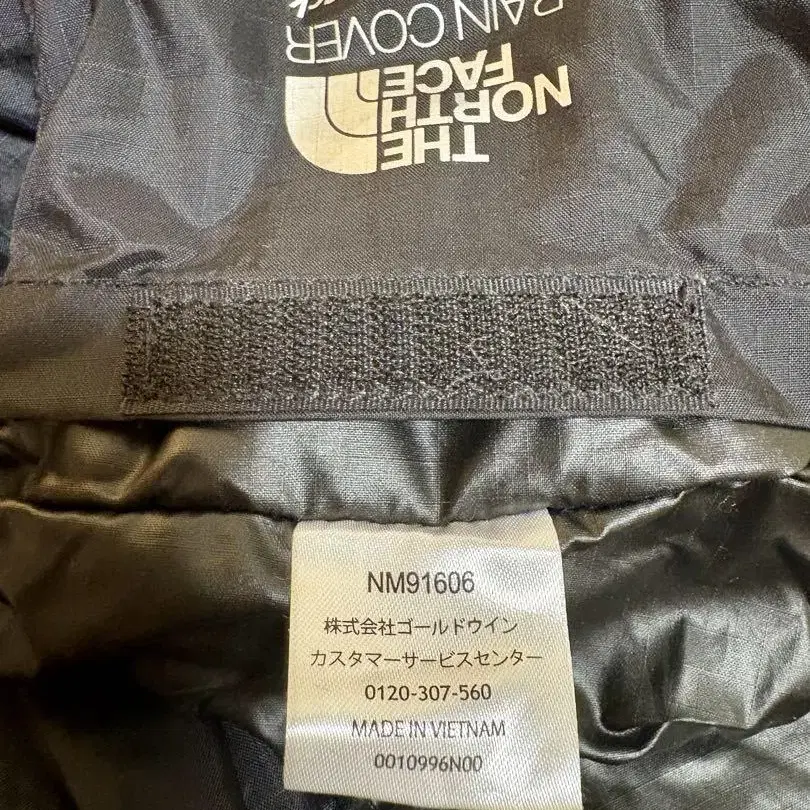 THE
NORTH
FACE
RAIN COVER
NM91606
株式会社ゴールドウイン
カスタマーサービスセンター
0120-307-560
MADE IN VIETNAM
0010996N00